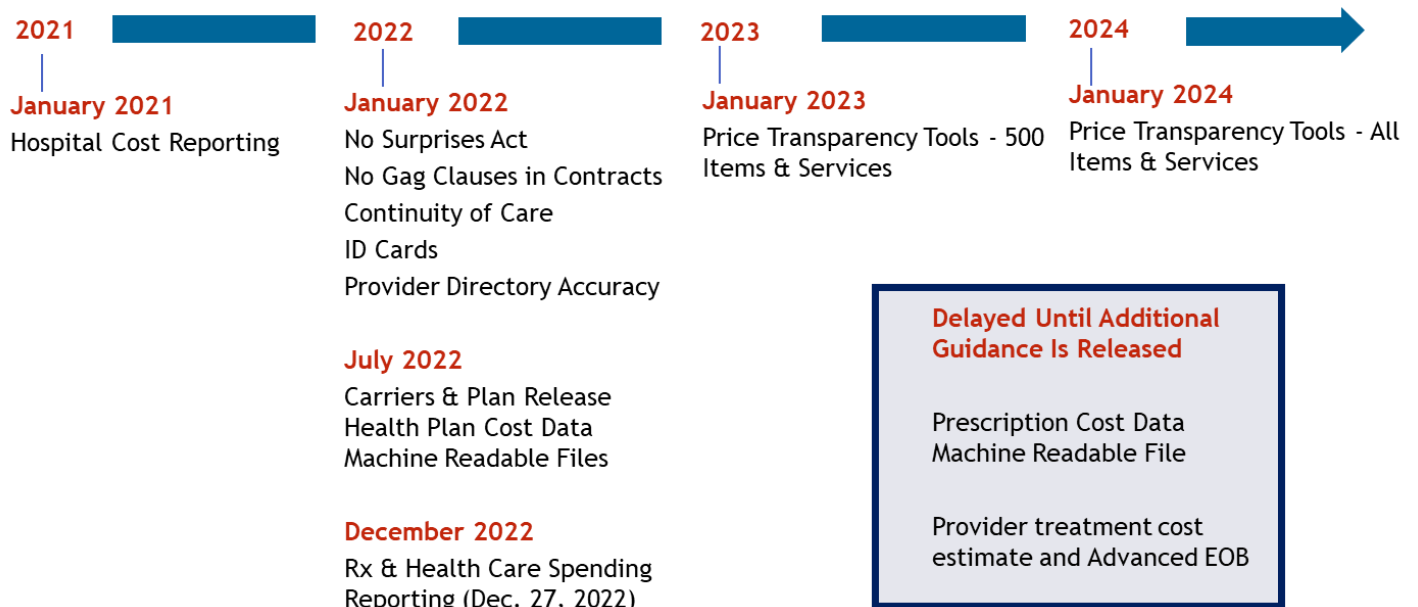 2021
2022
2023
2024
January 2021
Hospital Cost Reporting
January 2022
No Surprises Act
No Gag Clauses in Contracts
Continuity of Care
ID Cards
Provider Directory Accuracy
July 2022
Carriers & Plan Release
Health Plan Cost Data
Machine Readable Files
December 2022
Rx & Health Care Spending
Reporting (Dec. 27, 2022)
January 2023
Price Transparency Tools - 500
Items & Services
January 2024
Price Transparency Tools - All
Items & Services
Delayed Until Additional
Guidance Is Released
Prescription Cost Data
Machine Readable File
Provider treatment cost
estimate and Advanced EOB